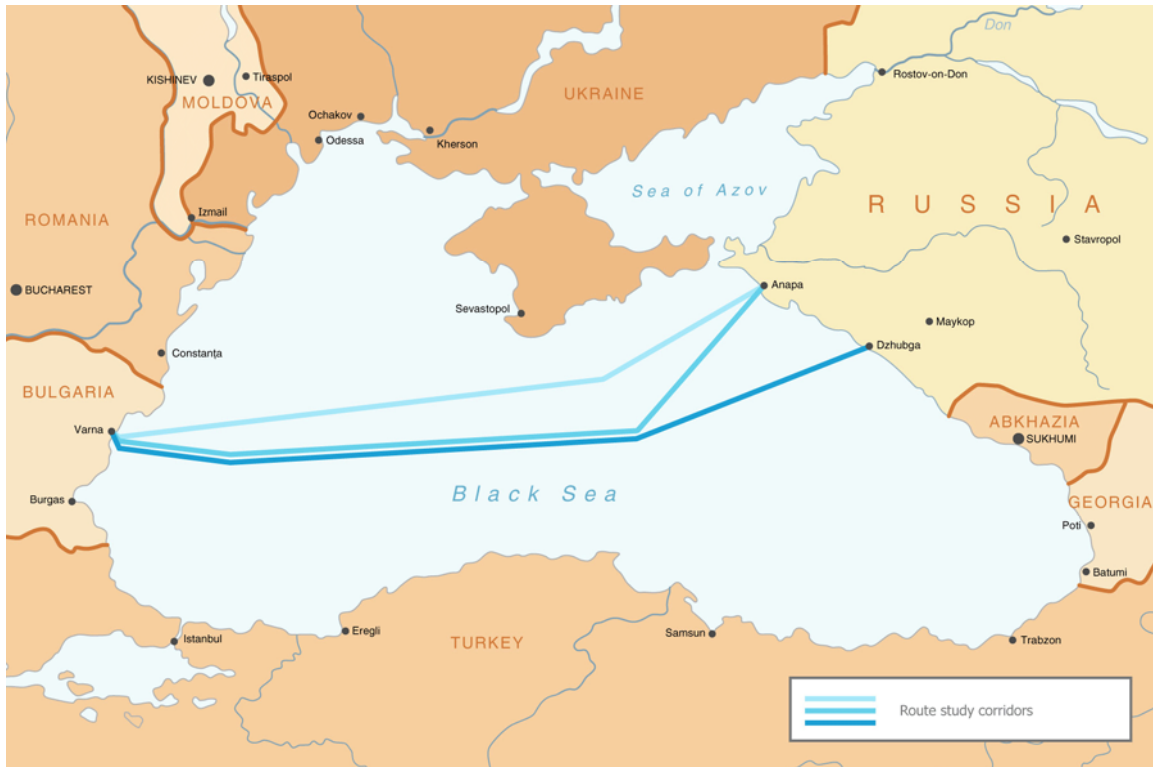 Don
KISHINEV
Tiraspol
MOLDOVA
UKRAINE
Rostov-on-Don
Ochakov
Odessa
Kherson
Sea of Azov
RUSSIA
ROMANIA
Izmail
Stavropol
BUCHAREST
Anapa
Sevastopol
Maykop
Constanţa
Dzhubga
BULGARIA
Varna
ABKHAZIA
SUKHUMI
Black Sea
Burgas
GEORGIA
Poti
Batumi
Istanbul
Eregli
TURKEY
Samsun
Trabzon
Route study corridors